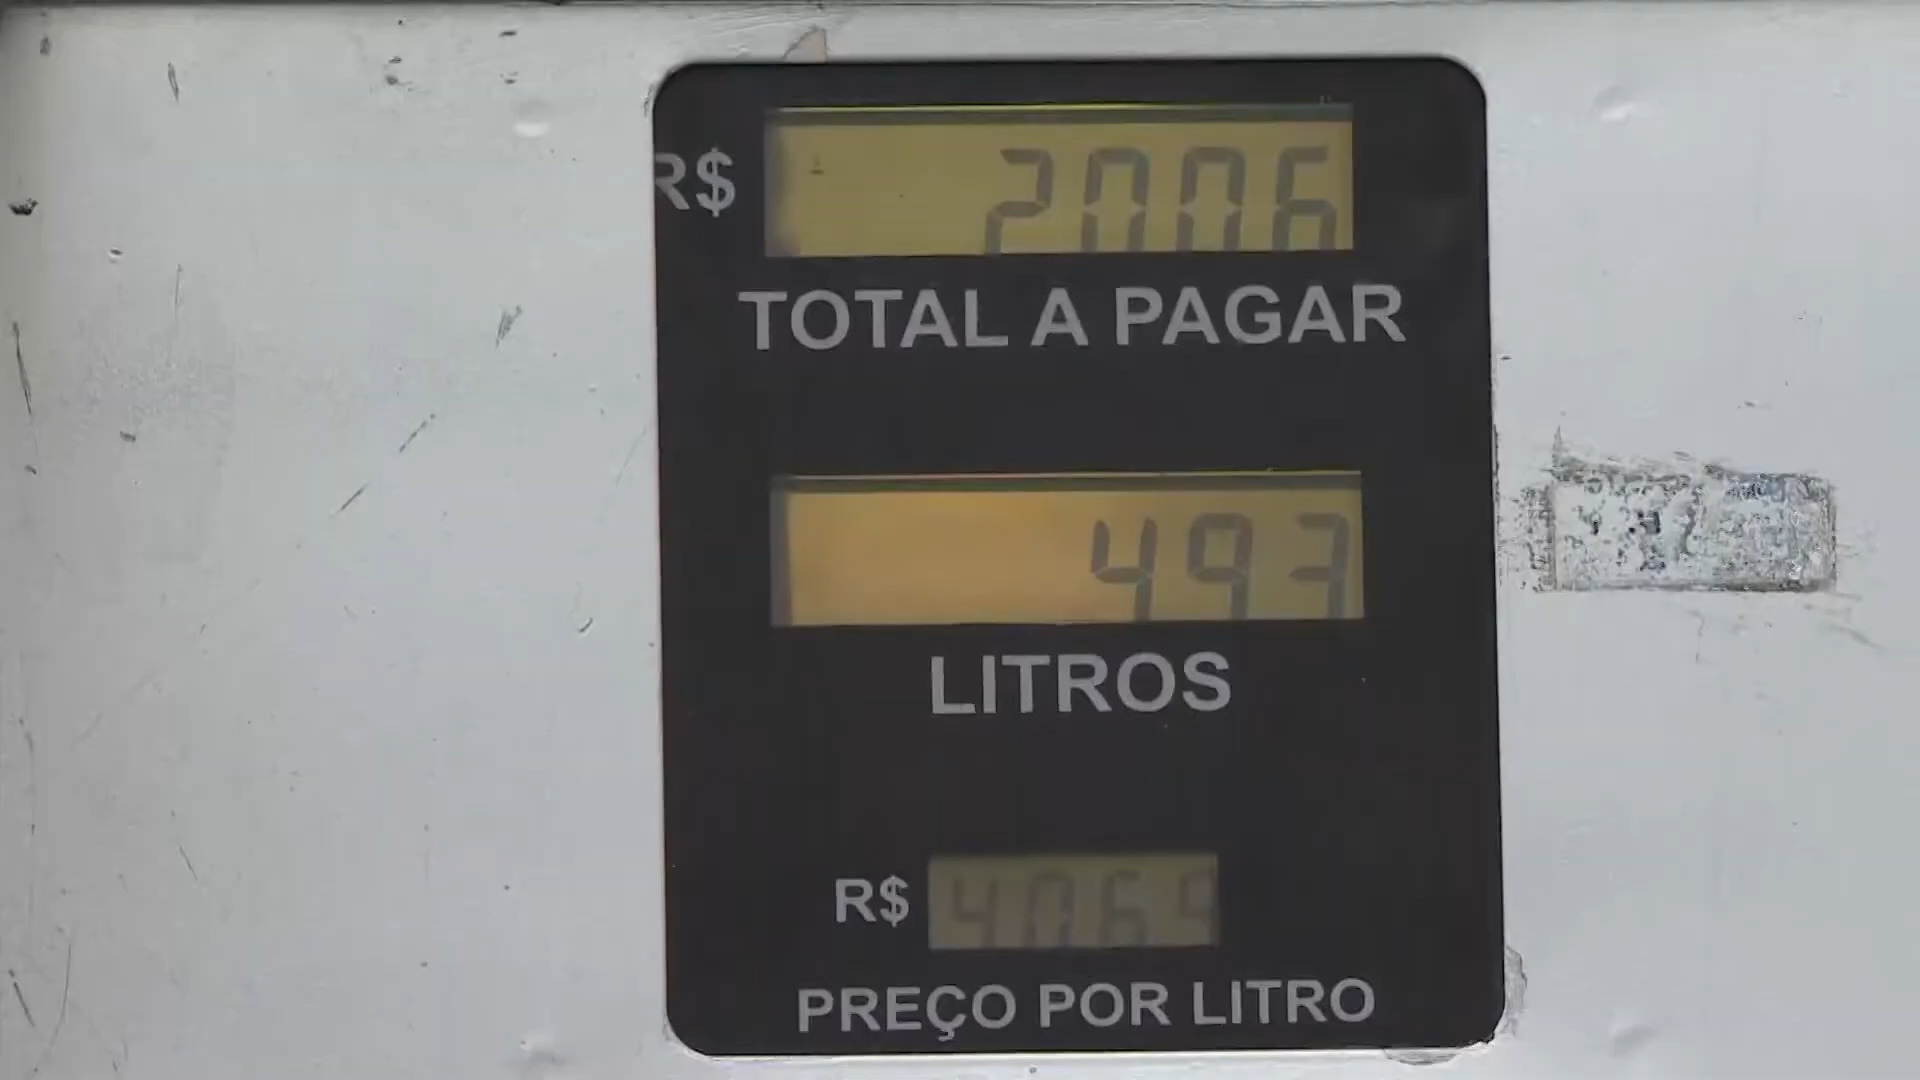 R$ 2006
TOTAL A PAGAR
493
LITROS
R$ 4069
PREÇO POR LITRO